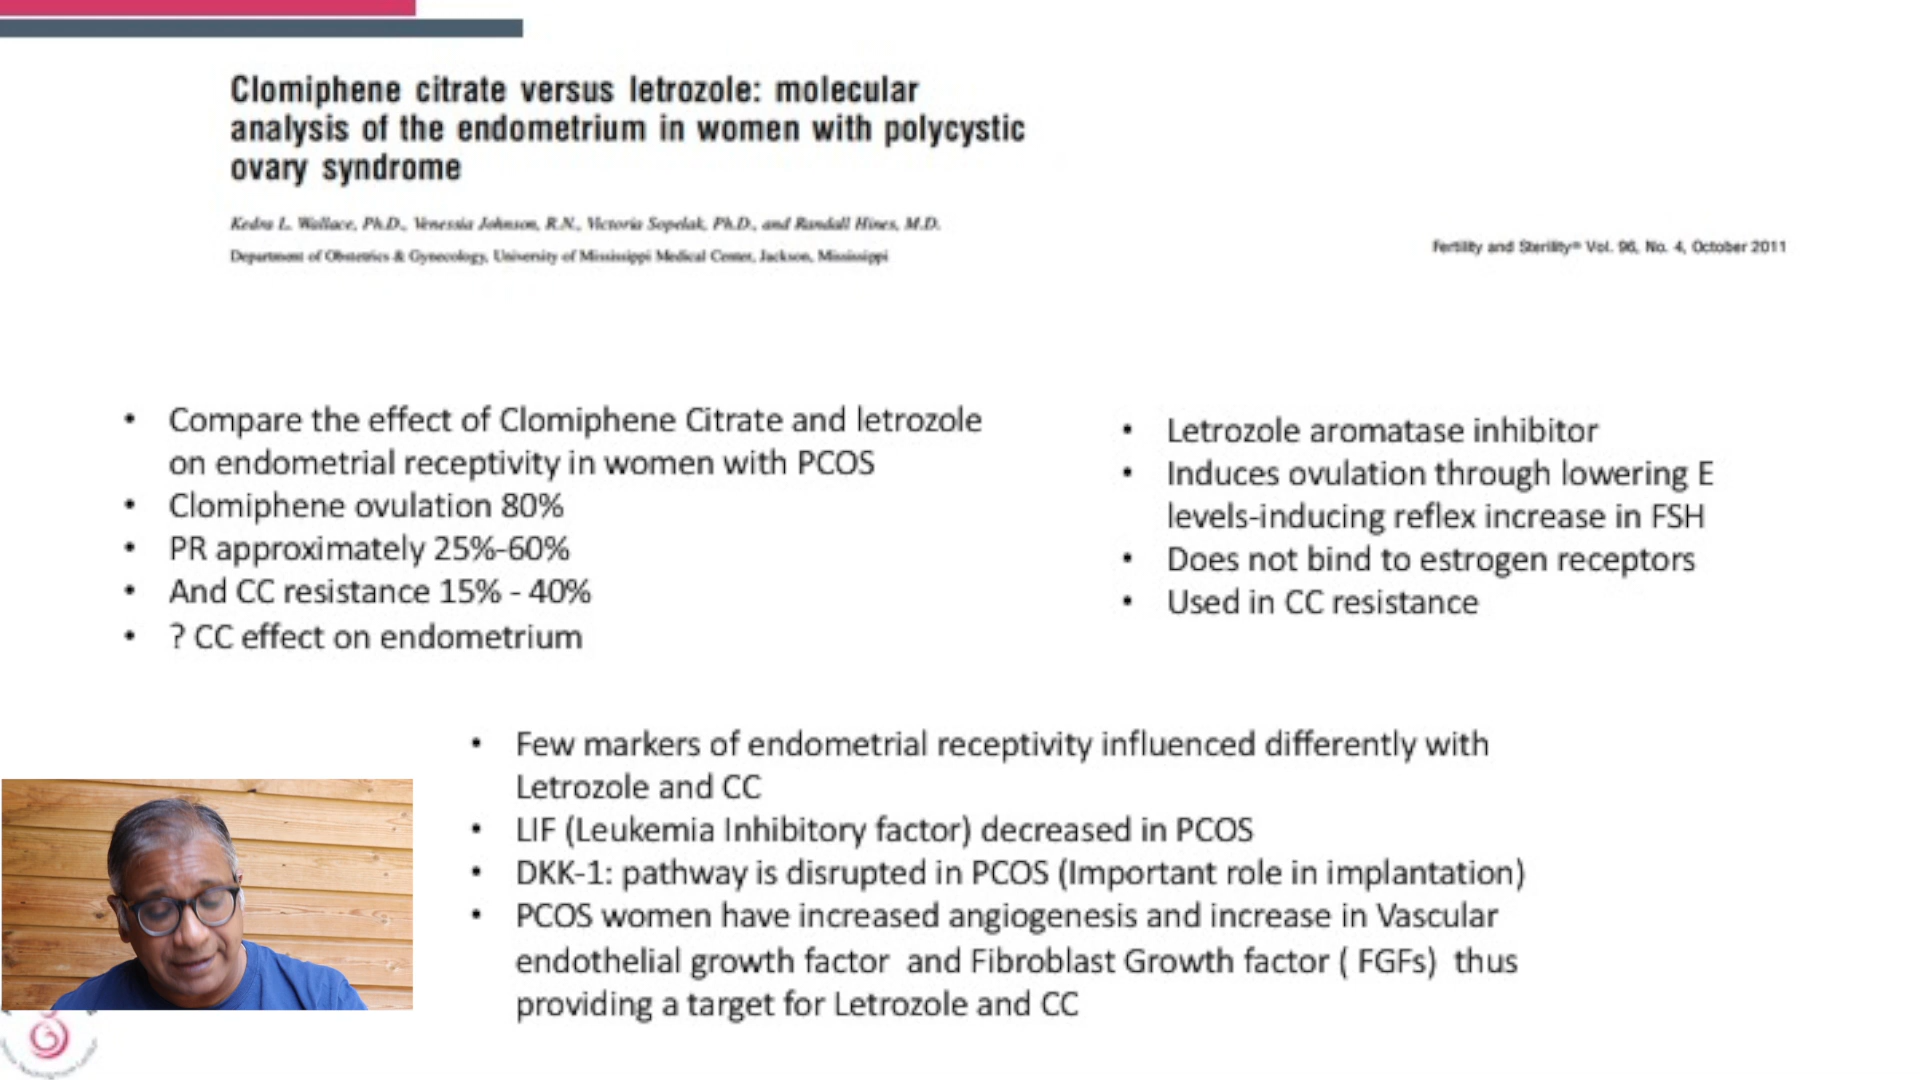 Clomiphene citrate versus letrozole: molecular
analysis of the endometrium in women with polycystic
ovary syndrome
Kedra L. Wallace, Ph.D., Venessia Johnson, R.N., Victoria Sopelak, Ph.D., and Randall Hines, M.D.
Department of Obstetrics & Gynecology, University of Mississippi Medical Center, Jackson, Mississippi
Fertility and Sterility® Vol. 96, No. 4, October 2011
• Compare the effect of Clomiphene Citrate and letrozole
on endometrial receptivity in women with PCOS
• Clomiphene ovulation 80%
• PR approximately 25%-60%
• And CC resistance 15% - 40%
• ? CC effect on endometrium
• Letrozole aromatase inhibitor
• Induces ovulation through lowering E
levels-inducing reflex increase in FSH
• Does not bind to estrogen receptors
• Used in CC resistance
• Few markers of endometrial receptivity influenced differently with
Letrozole and CC
• LIF (Leukemia Inhibitory factor) decreased in PCOS
• DKK-1: pathway is disrupted in PCOS (Important role in implantation)
• PCOS women have increased angiogenesis and increase in Vascular
endothelial growth factor and Fibroblast Growth factor ( FGFs) thus
providing a target for Letrozole and CC